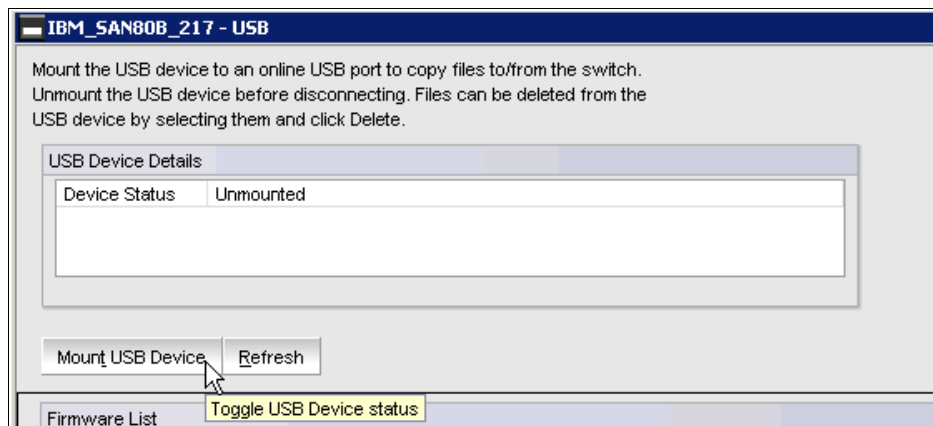 IBM_SAN80B_217 - USB
Mount the USB device to an online USB port to copy files to/from the switch.
Unmount the USB device before disconnecting. Files can be deleted from the
USB device by selecting them and click Delete.
USB Device Details
Device Status Unmounted
Mount USB Device Refresh
Toggle USB Device status
Firmware List